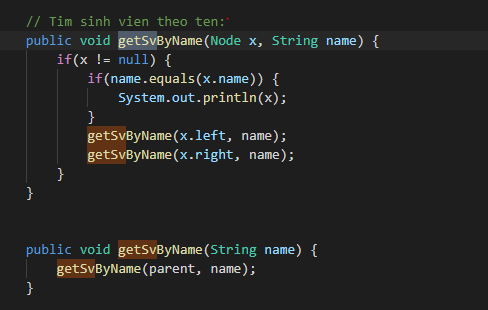 // Tim sinh vien theo ten:
public void getSvByName(Node x, String name) {
    if(x != null) {
        if(name.equals(x.name)) {
            System.out.println(x);
        }
        getSvByName(x.left, name);
        getSvByName(x.right, name);
    }
}
public void getSvByName(String name) {
    getSvByName(parent, name);
}